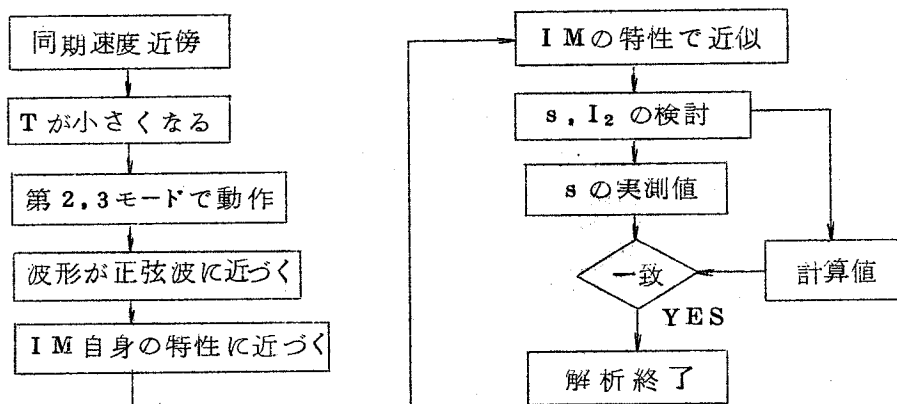 同期速度近傍
Tが小さくなる
第2,3モードで動作
波形が正弦波に近づく
IM自身の特性に近づく
IMの特性で近似
s,I₂の検討
sの実測値
一致
計算値
YES
解析終了